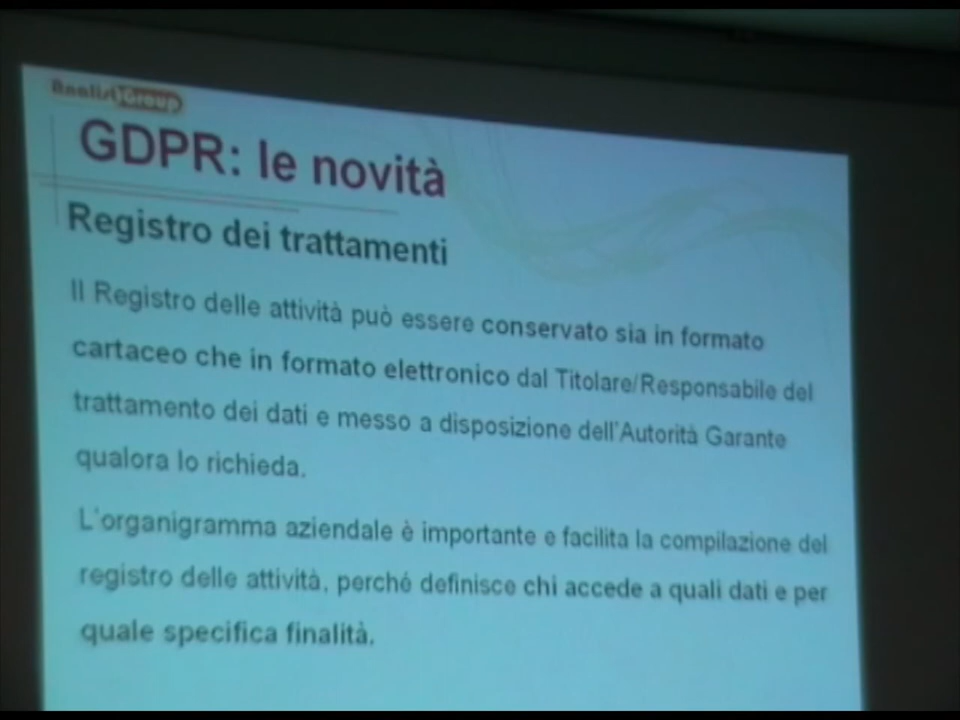 Analisi Group
GDPR: le novità
Registro dei trattamenti
Il Registro delle attività può essere conservato sia in formato
cartaceo che in formato elettronico dal Titolare/Responsabile del
trattamento dei dati e messo a disposizione dell'Autorità Garante
qualora lo richieda.
L'organigramma aziendale è importante e facilita la compilazione del
registro delle attività, perché definisce chi accede a quali dati e per
quale specifica finalità.